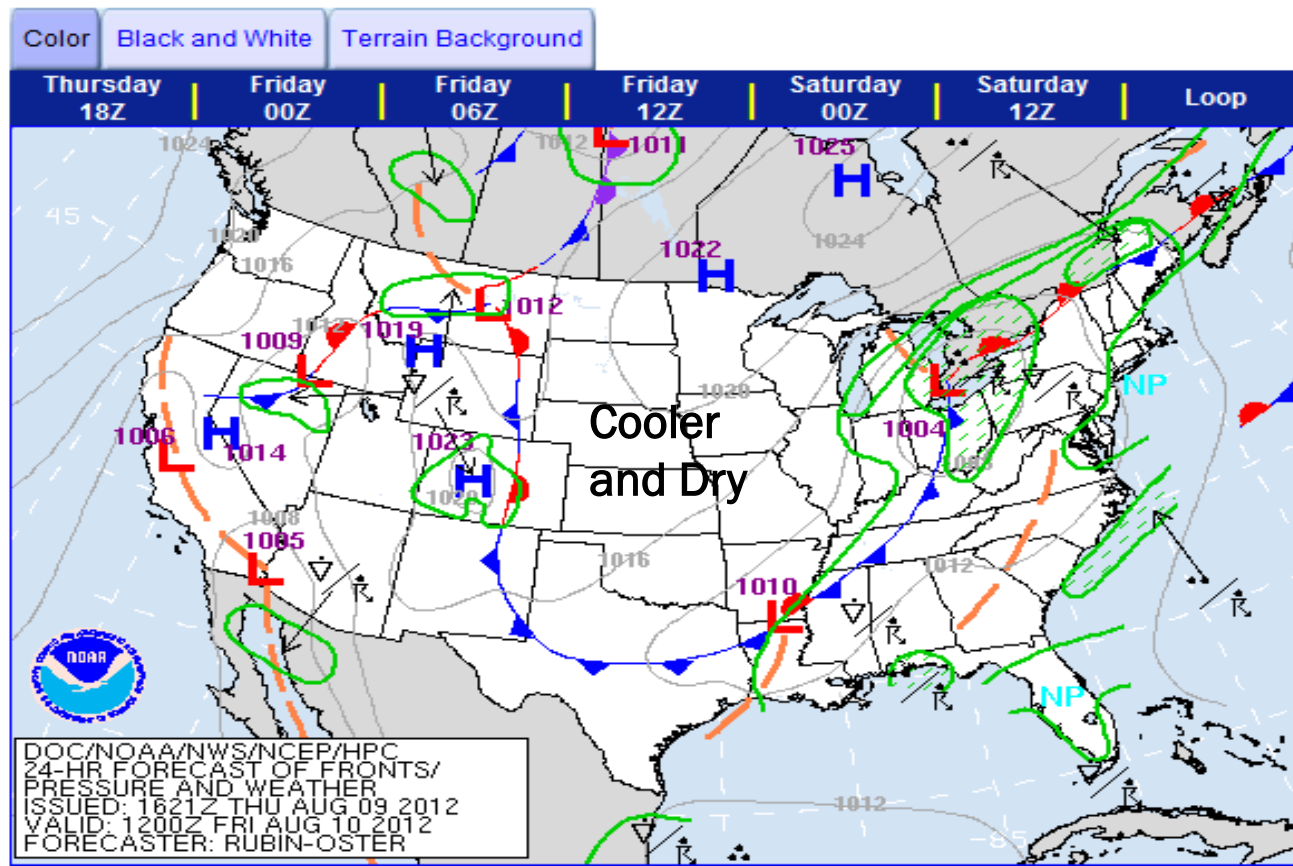 Color
Black and White
Terrain Background
Thursday
18Z
Friday
00Z
Friday
06Z
Friday
12Z
Saturday
00Z
Saturday
12Z
Loop
1024
1012
L
1011
1025
H
45
1020
1016
1022
H
1024
1012
1009
L
1019
H
L
1012
1020
NP
L
1004
1006
L
H
1014
Cooler
and Dry
1023
H
1020
1008
1005
L
1016
1012
1010
L
NP
NOAA
1012
-85
DOC/NOAA/NWS/NCEP/HPC
24-HR FORECAST OF FRONTS/
PRESSURE AND WEATHER
ISSUED: 1621Z THU AUG 09 2012
VALID: 1200Z FRI AUG 10 2012
FORECASTER: RUBIN-OSTER